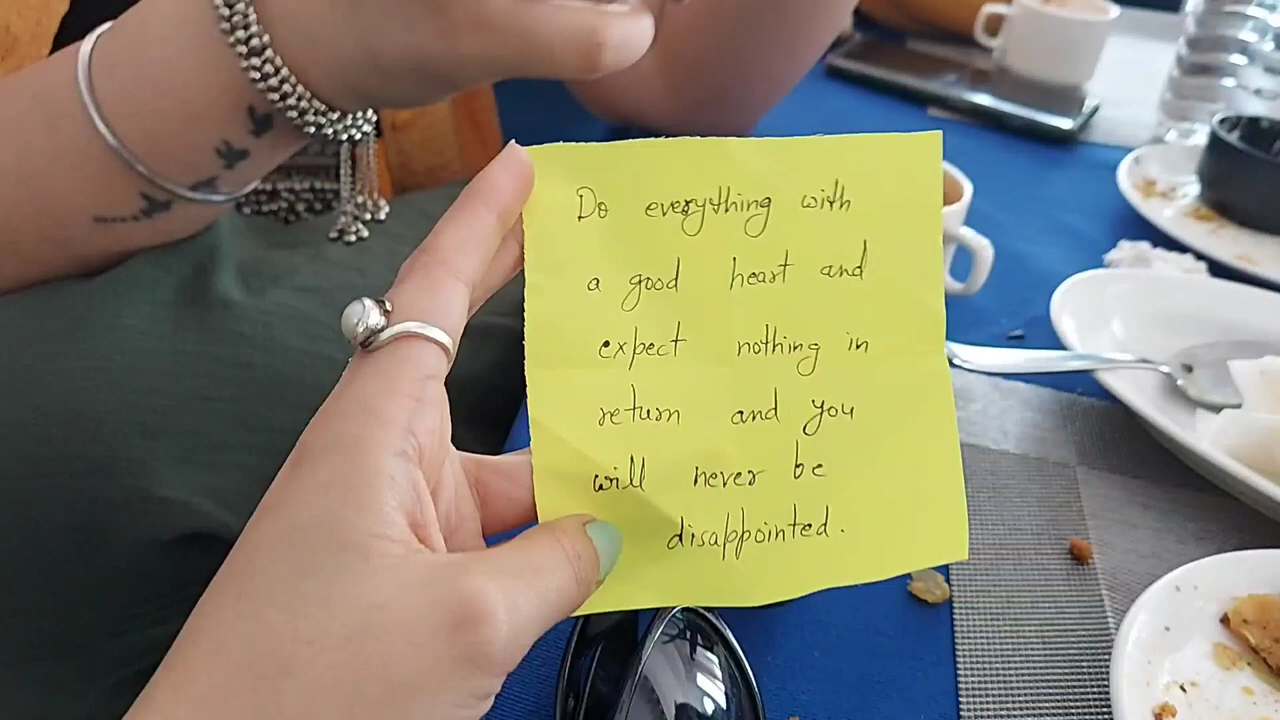 Do everything with
a good heart and
expect nothing in
return and you
will never be
disappointed.